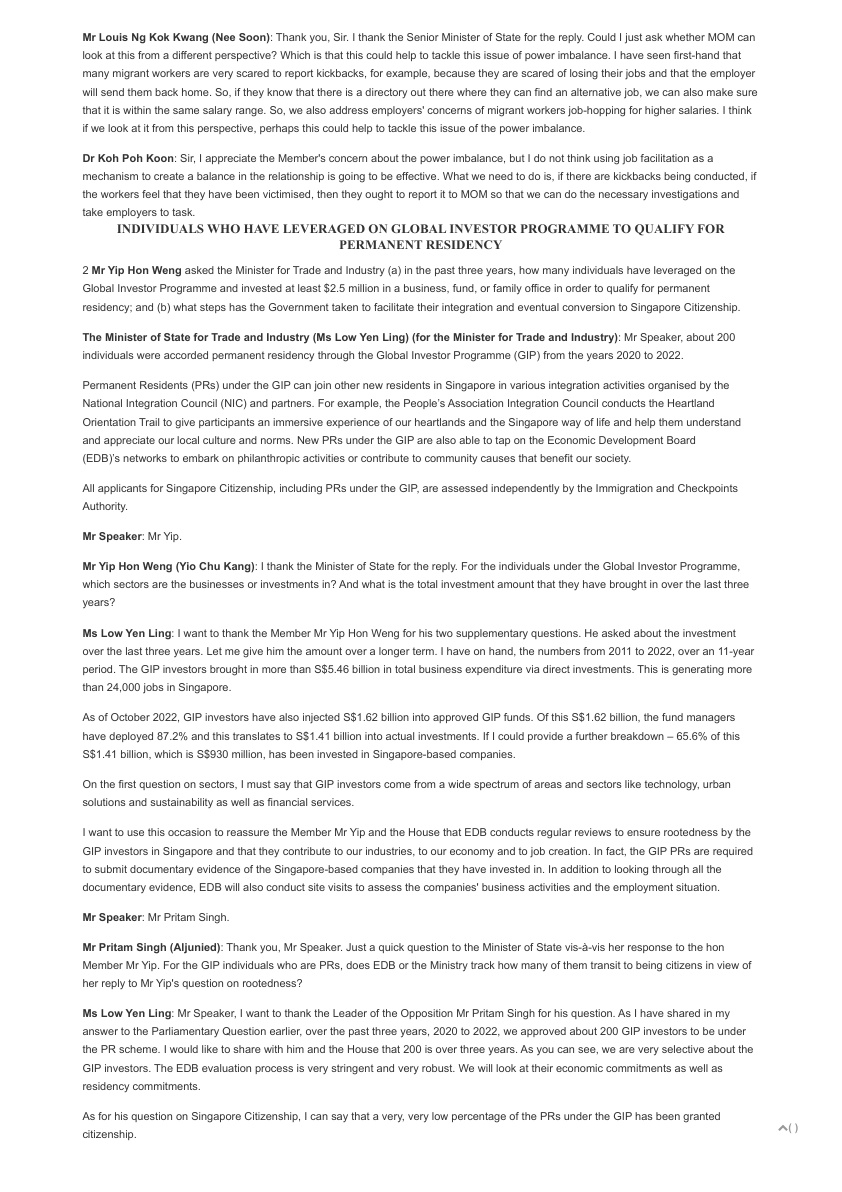 Mr Louis Ng Kok Kwang (Nee Soon): Thank you, Sir. I thank the Senior Minister of State for the reply. Could I just ask whether MOM can
look at this from a different perspective? Which is that this could help to tackle this issue of power imbalance. I have seen first-hand that
many migrant workers are very scared to report kickbacks, for example, because they are scared of losing their jobs and that the employer
will send them back home. So, if they know that there is a directory out there where they can find an alternative job, we can also make sure
that it is within the same salary range. So, we also address employers' concerns of migrant workers job-hopping for higher salaries. I think
if we look at it from this perspective, perhaps this could help to tackle this issue of the power imbalance.
Dr Koh Poh Koon: Sir, I appreciate the Member's concern about the power imbalance, but I do not think using job facilitation as a
mechanism to create a balance in the relationship is going to be effective. What we need to do is, if there are kickbacks being conducted, if
the workers feel that they have been victimised, then they ought to report it to MOM so that we can do the necessary investigations and
take employers to task.
INDIVIDUALS WHO HAVE LEVERAGED ON GLOBAL INVESTOR PROGRAMME TO QUALIFY FOR
PERMANENT RESIDENCY
2 Mr Yip Hon Weng asked the Minister for Trade and Industry (a) in the past three years, how many individuals have leveraged on the
Global Investor Programme and invested at least $2.5 million in a business, fund, or family office in order to qualify for permanent
residency; and (b) what steps has the Government taken to facilitate their integration and eventual conversion to Singapore Citizenship.
The Minister of State for Trade and Industry (Ms Low Yen Ling) (for the Minister for Trade and Industry): Mr Speaker, about 200
individuals were accorded permanent residency through the Global Investor Programme (GIP) from the years 2020 to 2022.
Permanent Residents (PRs) under the GIP can join other new residents in Singapore in various integration activities organised by the
National Integration Council (NIC) and partners. For example, the People’s Association Integration Council conducts the Heartland
Orientation Trail to give participants an immersive experience of our heartlands and the Singapore way of life and help them understand
and appreciate our local culture and norms. New PRs under the GIP are also able to tap on the Economic Development Board
(EDB)’s networks to embark on philanthropic activities or contribute to community causes that benefit our society.
All applicants for Singapore Citizenship, including PRs under the GIP, are assessed independently by the Immigration and Checkpoints
Authority.
Mr Speaker: Mr Yip.
Mr Yip Hon Weng (Yio Chu Kang): I thank the Minister of State for the reply. For the individuals under the Global Investor Programme,
which sectors are the businesses or investments in? And what is the total investment amount that they have brought in over the last three
years?
Ms Low Yen Ling: I want to thank the Member Mr Yip Hon Weng for his two supplementary questions. He asked about the investment
over the last three years. Let me give him the amount over a longer term. I have on hand, the numbers from 2011 to 2022, over an 11-year
period. The GIP investors brought in more than S$5.46 billion in total business expenditure via direct investments. This is generating more
than 24,000 jobs in Singapore.
As of October 2022, GIP investors have also injected S$1.62 billion into approved GIP funds. Of this S$1.62 billion, the fund managers
have deployed 87.2% and this translates to S$1.41 billion into actual investments. If I could provide a further breakdown – 65.6% of this
S$1.41 billion, which is S$930 million, has been invested in Singapore-based companies.
On the first question on sectors, I must say that GIP investors come from a wide spectrum of areas and sectors like technology, urban
solutions and sustainability as well as financial services.
I want to use this occasion to reassure the Member Mr Yip and the House that EDB conducts regular reviews to ensure rootedness by the
GIP investors in Singapore and that they contribute to our industries, to our economy and to job creation. In fact, the GIP PRs are required
to submit documentary evidence of the Singapore-based companies that they have invested in. In addition to looking through all the
documentary evidence, EDB will also conduct site visits to assess the companies' business activities and the employment situation.
Mr Speaker: Mr Pritam Singh.
Mr Pritam Singh (Aljunied): Thank you, Mr Speaker. Just a quick question to the Minister of State vis-à-vis her response to the hon
Member Mr Yip. For the GIP individuals who are PRs, does EDB or the Ministry track how many of them transit to being citizens in view of
her reply to Mr Yip's question on rootedness?
Ms Low Yen Ling: Mr Speaker, I want to thank the Leader of the Opposition Mr Pritam Singh for his question. As I have shared in my
answer to the Parliamentary Question earlier, over the past three years, 2020 to 2022, we approved about 200 GIP investors to be under
the PR scheme. I would like to share with him and the House that 200 is over three years. As you can see, we are very selective about the
GIP investors. The EDB evaluation process is very stringent and very robust. We will look at their economic commitments as well as
residency commitments.
As for his question on Singapore Citizenship, I can say that a very, very low percentage of the PRs under the GIP has been granted
citizenship.
( )